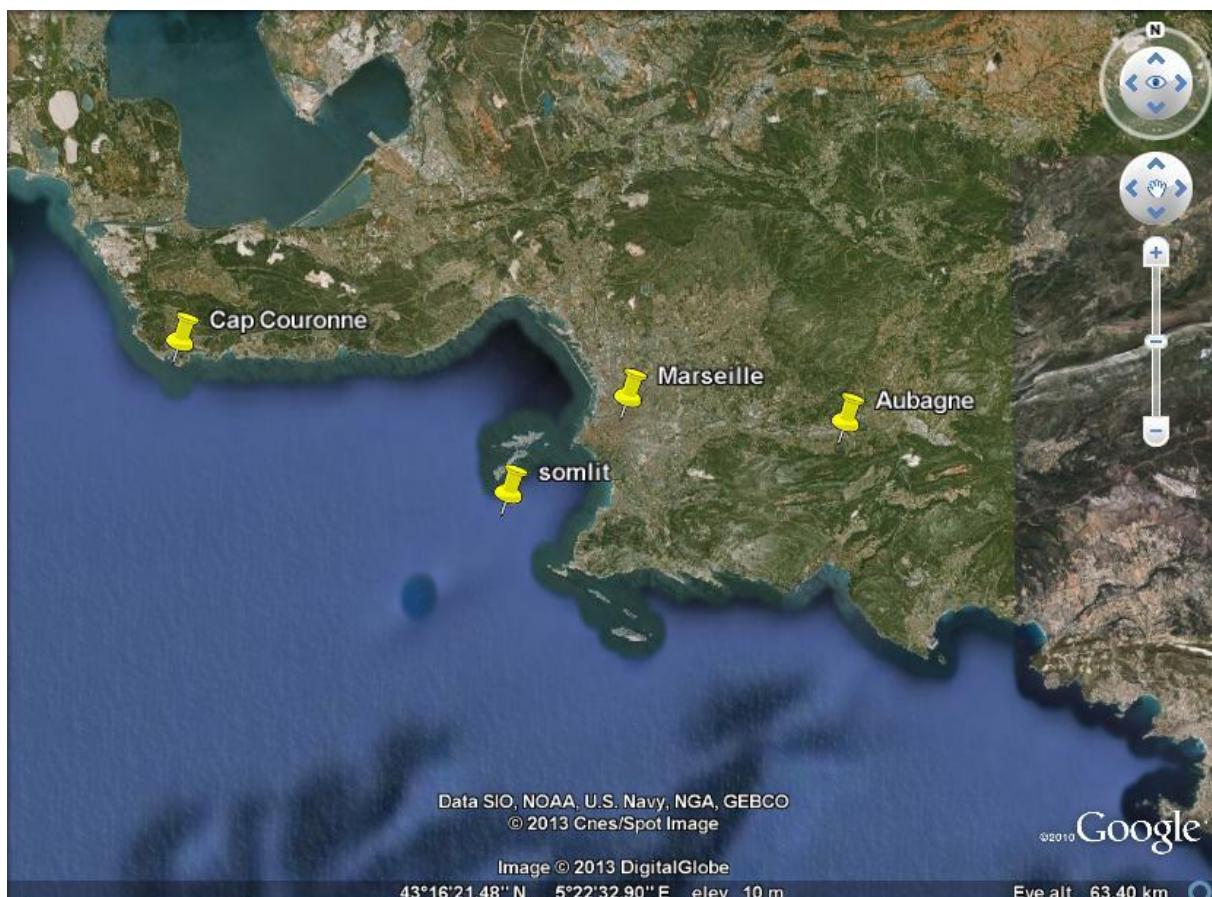 N
Cap Couronne
Marseille
Aubagne
somlit
Data SIO, NOAA, U.S. Navy, NGA, GEBCO
© 2013 Cnes/Spot Image
©2010 Google
Image © 2013 DigitalGlobe
43°16'21.48" N 5°22'32.90" E elev 10 m Eye alt 63.40 km